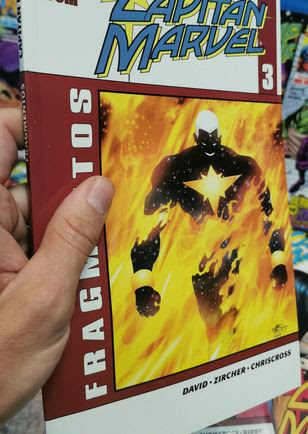 CAPITÁN
MARVEL
3
FRAGMENTOS
DAVID · ZIRCHER · CHRISCROSS